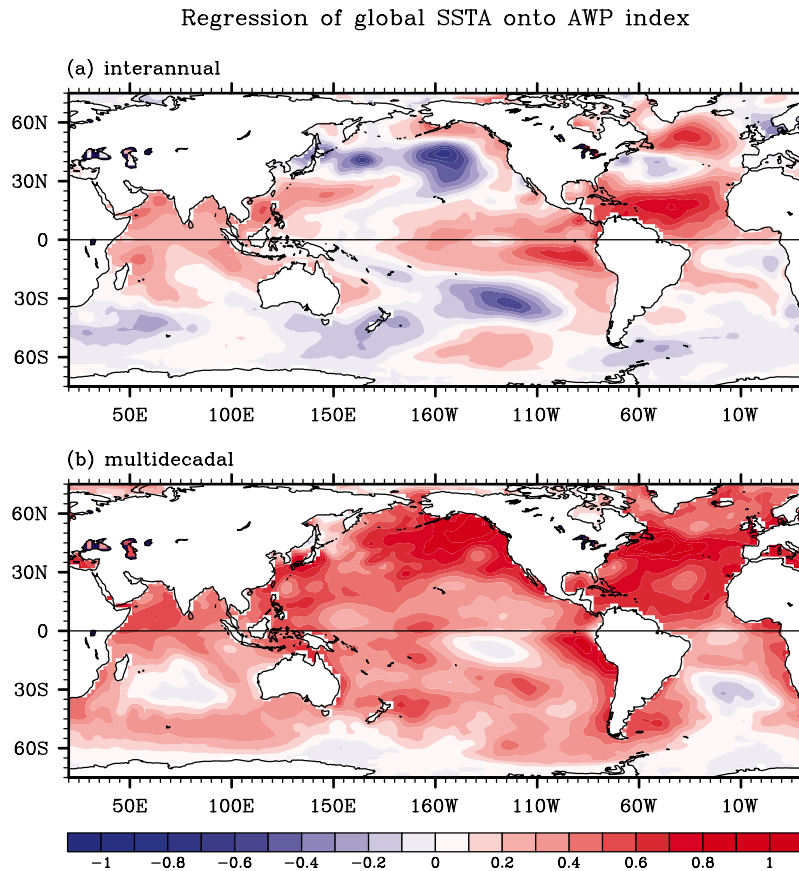 Regression of global SSTA onto AWP index
(a) interannual
60N
30N
0
30S
60S
50E 100E 150E 160W 110W 60W 10W
(b) multidecadal
60N
30N
0
30S
60S
50E 100E 150E 160W 110W 60W 10W
−1 −0.8 −0.6 −0.4 −0.2 0 0.2 0.4 0.6 0.8 1